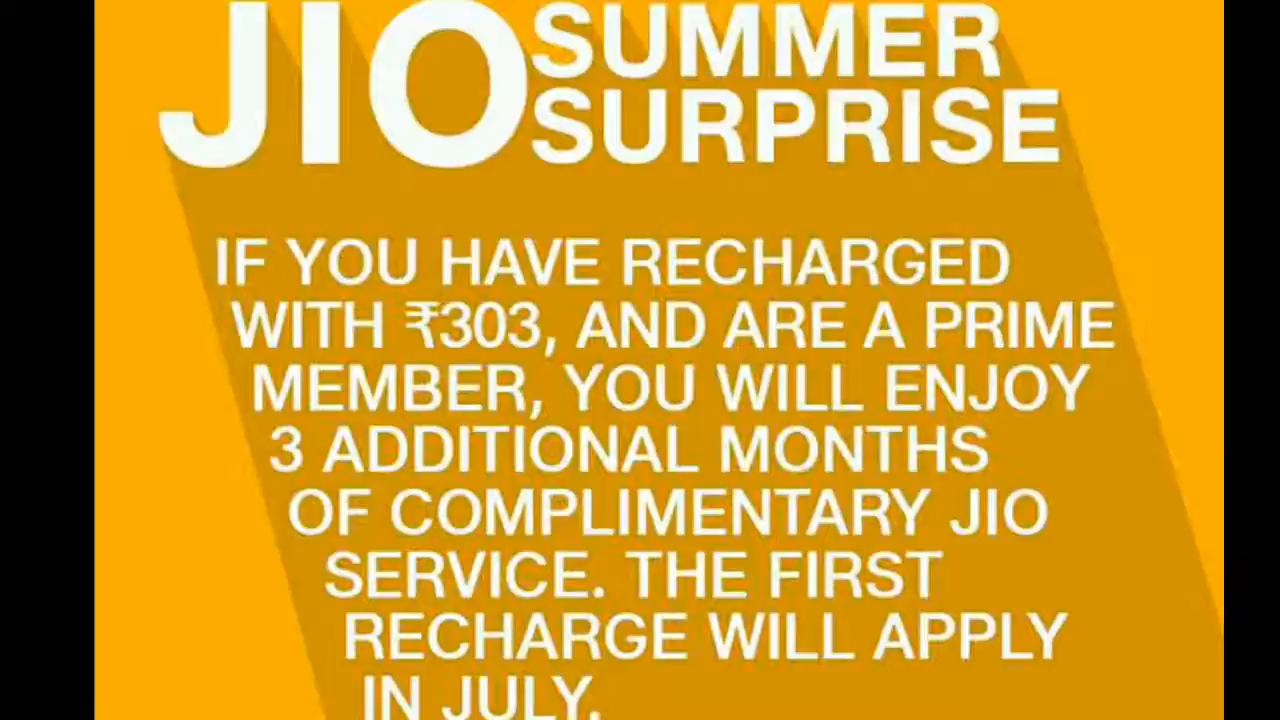 JIO SUMMER
SURPRISE
IF YOU HAVE RECHARGED
WITH ₹303, AND ARE A PRIME
MEMBER, YOU WILL ENJOY
3 ADDITIONAL MONTHS
OF COMPLIMENTARY JIO
SERVICE. THE FIRST
RECHARGE WILL APPLY
IN JULY.